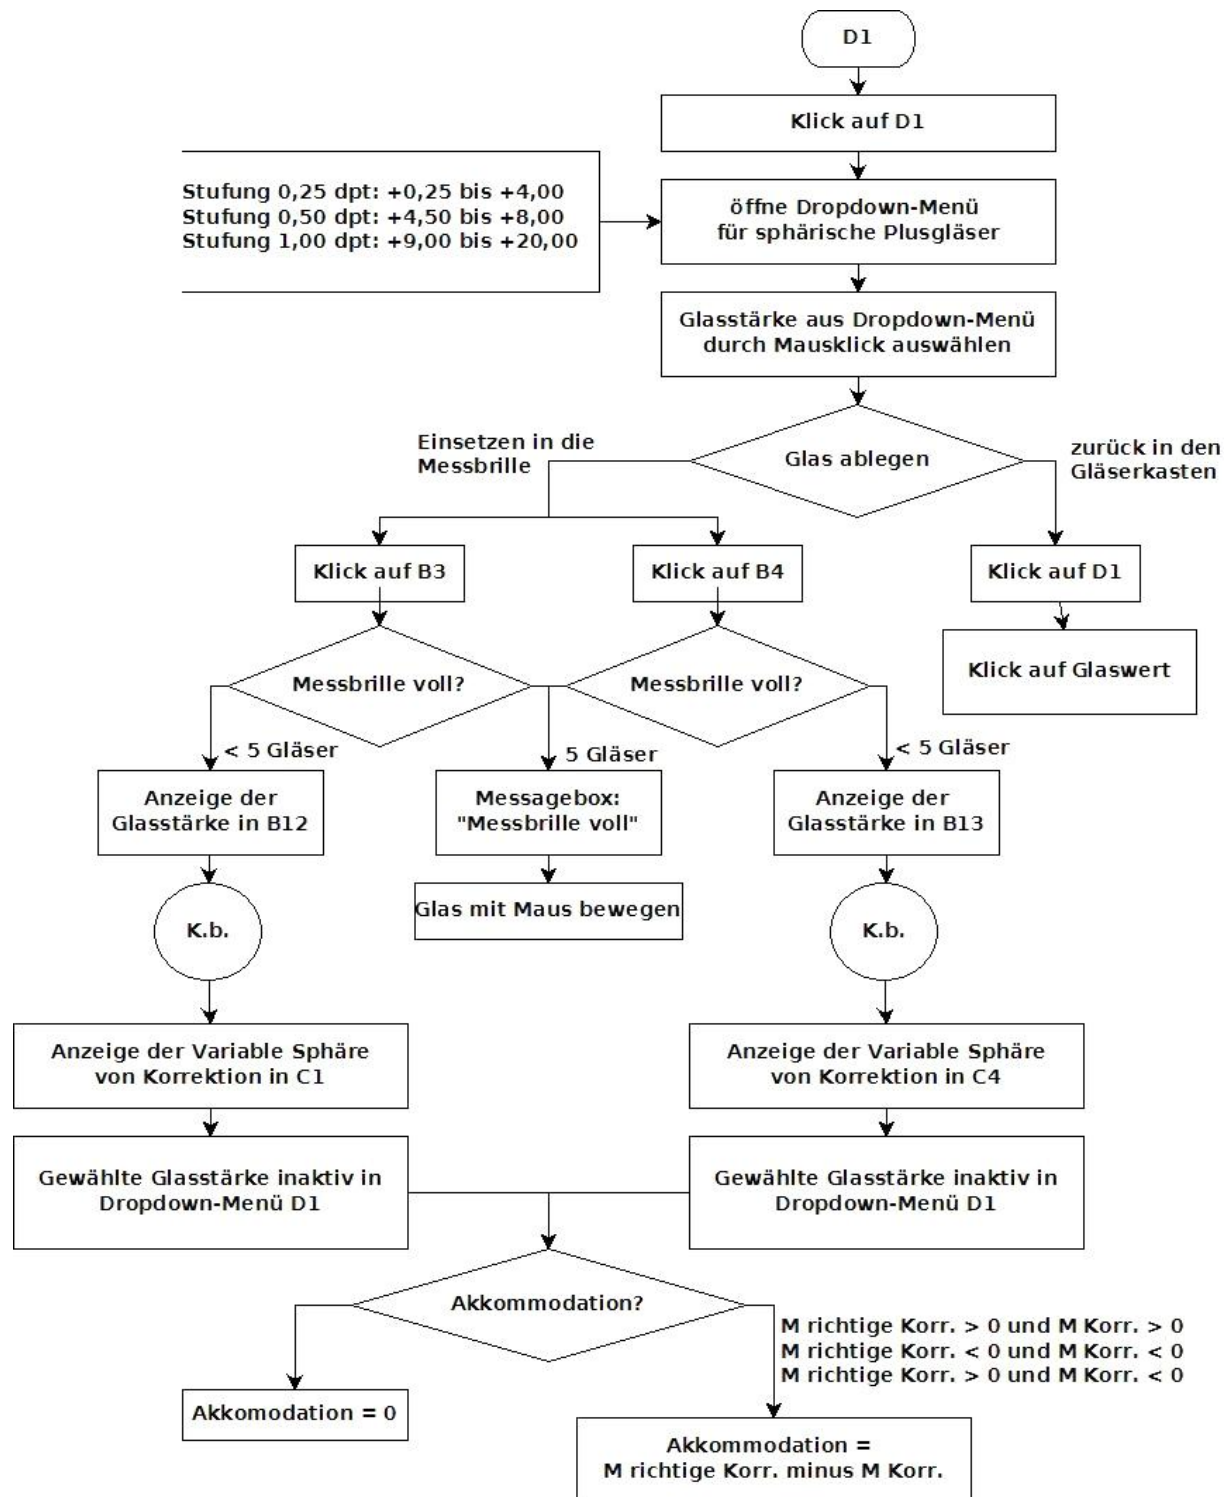 D1
Klick auf D1
Stufung 0,25 dpt: +0,25 bis +4,00
Stufung 0,50 dpt: +4,50 bis +8,00
Stufung 1,00 dpt: +9,00 bis +20,00
öffne Dropdown-Menü
für sphärische Plusgläser
Glasstärke aus Dropdown-Menü
durch Mausklick auswählen
Glas ablegen
Einsetzen in die
Messbrille
zurück in den
Gläserkasten
Klick auf B3
Klick auf B4
Klick auf D1
Klick auf Glaswert
Messbrille voll?
Messbrille voll?
< 5 Gläser
5 Gläser
< 5 Gläser
Anzeige der
Glasstärke in B12
Messagebox:
"Messbrille voll"
Anzeige der
Glasstärke in B13
Glas mit Maus bewegen
K.b.
K.b.
Anzeige der Variable Sphäre
von Korrektion in C1
Anzeige der Variable Sphäre
von Korrektion in C4
Gewählte Glasstärke inaktiv in
Dropdown-Menü D1
Gewählte Glasstärke inaktiv in
Dropdown-Menü D1
Akkommodation?
M richtige Korr. > 0 und M Korr. > 0
M richtige Korr. < 0 und M Korr. < 0
M richtige Korr. > 0 und M Korr. < 0
Akkomodation = 0
Akkommodation =
M richtige Korr. minus M Korr.